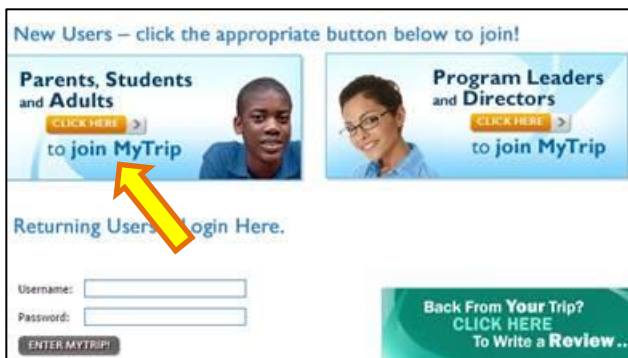 New Users – click the appropriate button below to join!
Parents, Students
and Adults
CLICK HERE >
to join MyTrip
Program Leaders
and Directors
CLICK HERE >
to join MyTrip
Returning Users Login Here.
Username:
Password:
ENTER MYTRIP!
Back From Your Trip?
CLICK HERE
To Write a Review...